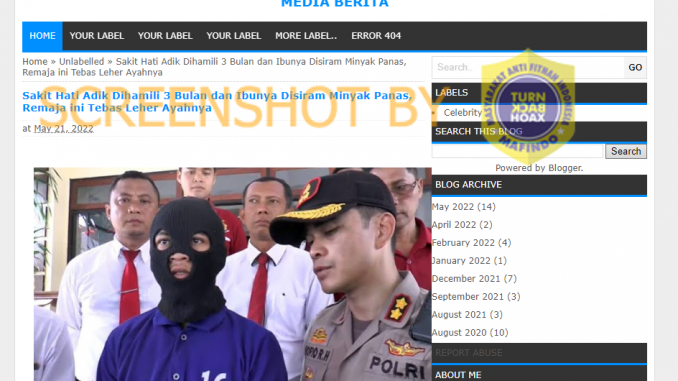 MEDIA BERITA
HOME YOUR LABEL YOUR LABEL YOUR LABEL MORE LABEL.. ERROR 404
Home » Unlabelled » Sakit Hati Adik Dihamili 3 Bulan dan Ibunya Disiram Minyak Panas,
Remaja ini Tebas Leher Ayahnya
Sakit Hati Adik Dihamili 3 Bulan dan Ibunya Disiram Minyak Panas,
Remaja ini Tebas Leher Ayahnya
at May 21, 2022
SCREENSHOT BY
Search.. GO
LABELS
Celebrity
SEARCH THIS BLOG
Search
Powered by Blogger.
MASYARAKAT ANTI FITNAH INDONESIA
TURN
BACK
HOAX
MAFINDO
BLOG ARCHIVE
May 2022 (14)
April 2022 (2)
February 2022 (4)
January 2022 (1)
December 2021 (7)
September 2021 (3)
August 2021 (3)
August 2020 (10)
REPORT ABUSE
ABOUT ME
POLRI
16